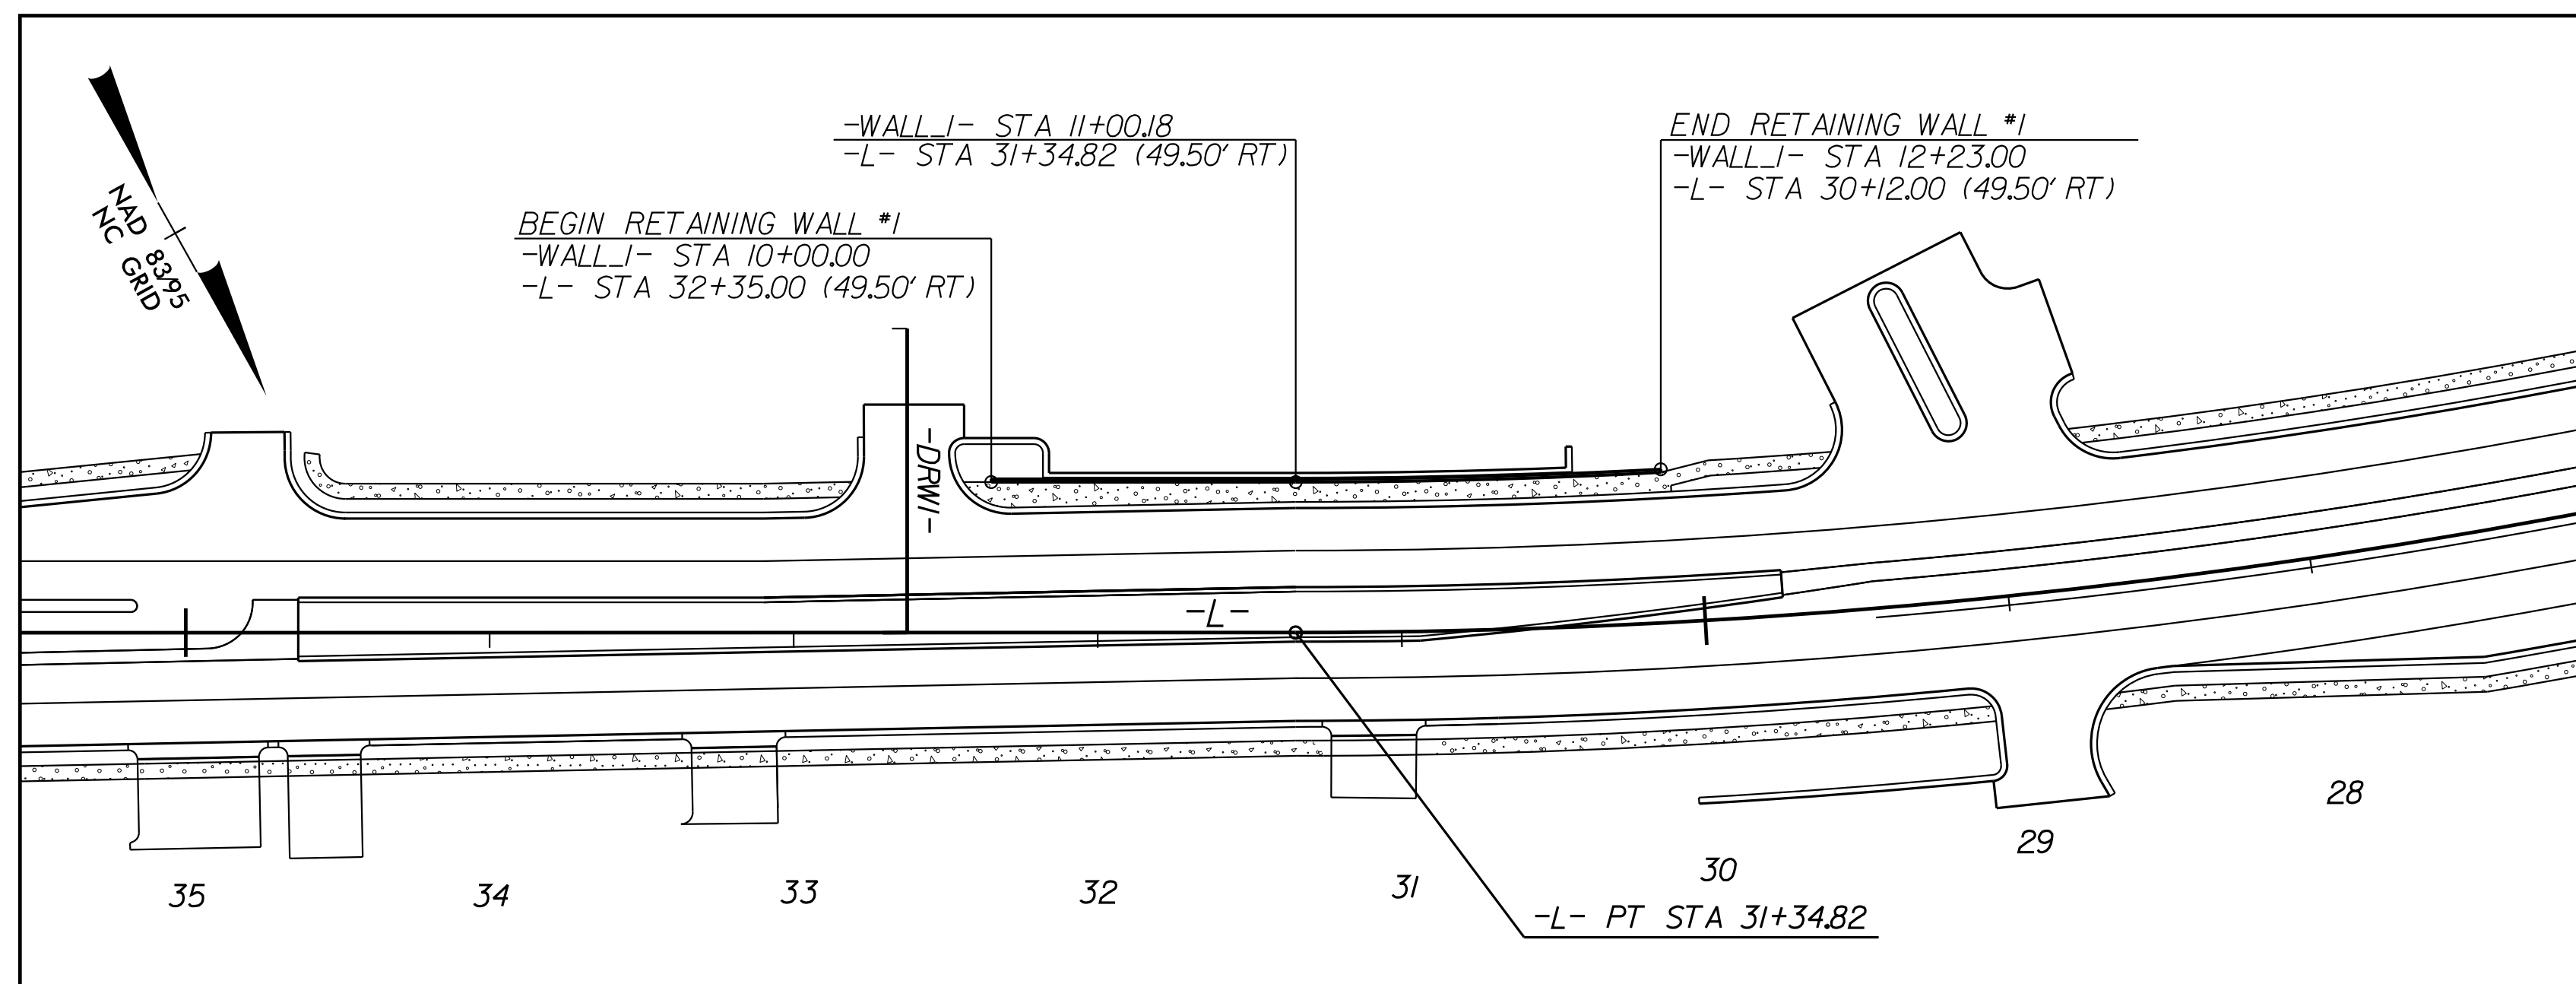 -WALL_1- STA 11+00.18
-L- STA 31+34.82 (49.50' RT)
END RETAINING WALL #1
-WALL_1- STA 12+23.00
-L- STA 30+12.00 (49.50' RT)
BEGIN RETAINING WALL #1
-WALL_1- STA 10+00.00
-L- STA 32+35.00 (49.50' RT)
NAD 83/95
NC GRID
-DRW1-
-L-
35
34
33
32
31
30
29
28
-L- PT STA 31+34.82